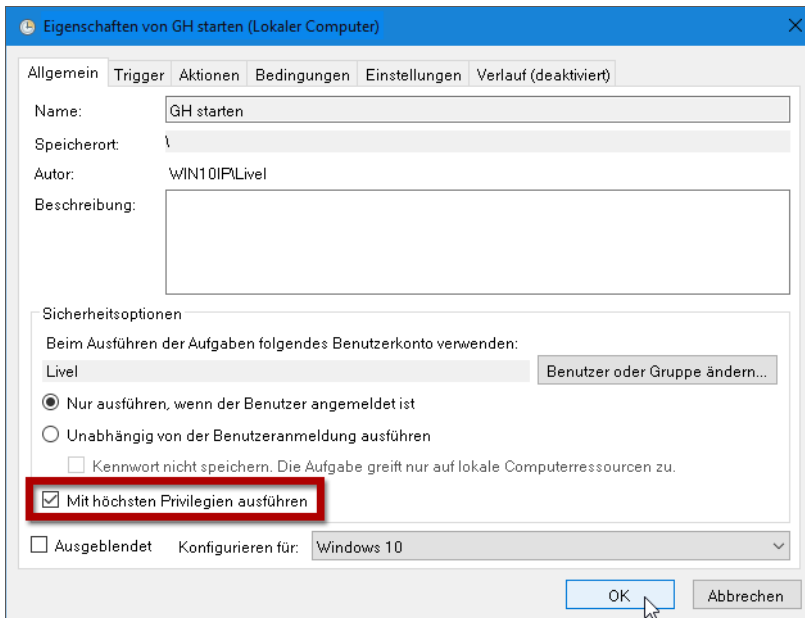 Eigenschaften von GH starten (Lokaler Computer)
Allgemein Trigger Aktionen Bedingungen Einstellungen Verlauf (deaktiviert)
Name: GH starten
Speicherort: \
Autor: WIN10IP\Livel
Beschreibung:
Sicherheitsoptionen
Beim Ausführen der Aufgaben folgendes Benutzerkonto verwenden:
Livel Benutzer oder Gruppe ändern...
Nur ausführen, wenn der Benutzer angemeldet ist
Unabhängig von der Benutzeranmeldung ausführen
Kennwort nicht speichern. Die Aufgabe greift nur auf lokale Computerressourcen zu.
Mit höchsten Privilegien ausführen
Ausgeblendet Konfigurieren für: Windows 10
OK Abbrechen